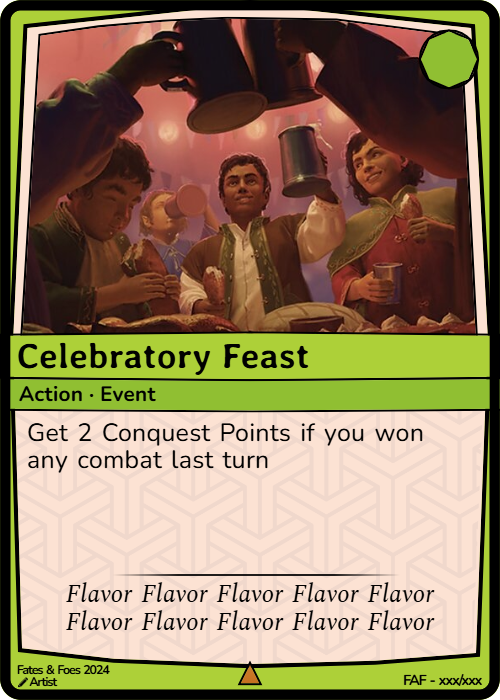 Celebratory Feast
Action · Event
Get 2 Conquest Points if you won
any combat last turn
Flavor Flavor Flavor Flavor Flavor
Flavor Flavor Flavor Flavor Flavor
Fates & Foes 2024
Artist
FAF - xxx/xxx